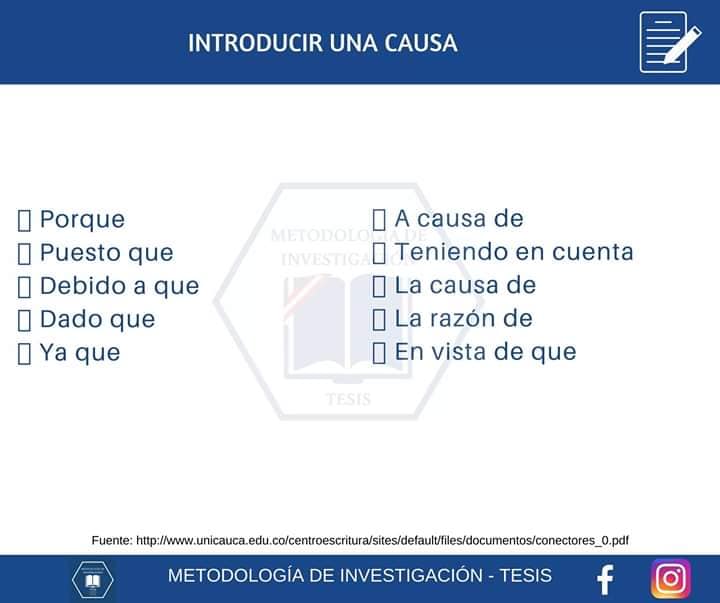 INTRODUCIR UNA CAUSA
Porque
Puesto que
Debido a que
Dado que
Ya que
A causa de
Teniendo en cuenta
La causa de
La razón de
En vista de que
METODOLOGÍA DE
INVESTIGACIÓN
TESIS
Fuente: http://www.unicauca.edu.co/centroescritura/sites/default/files/documentos/conectores_0.pdf
METODOLOGÍA DE INVESTIGACIÓN - TESIS